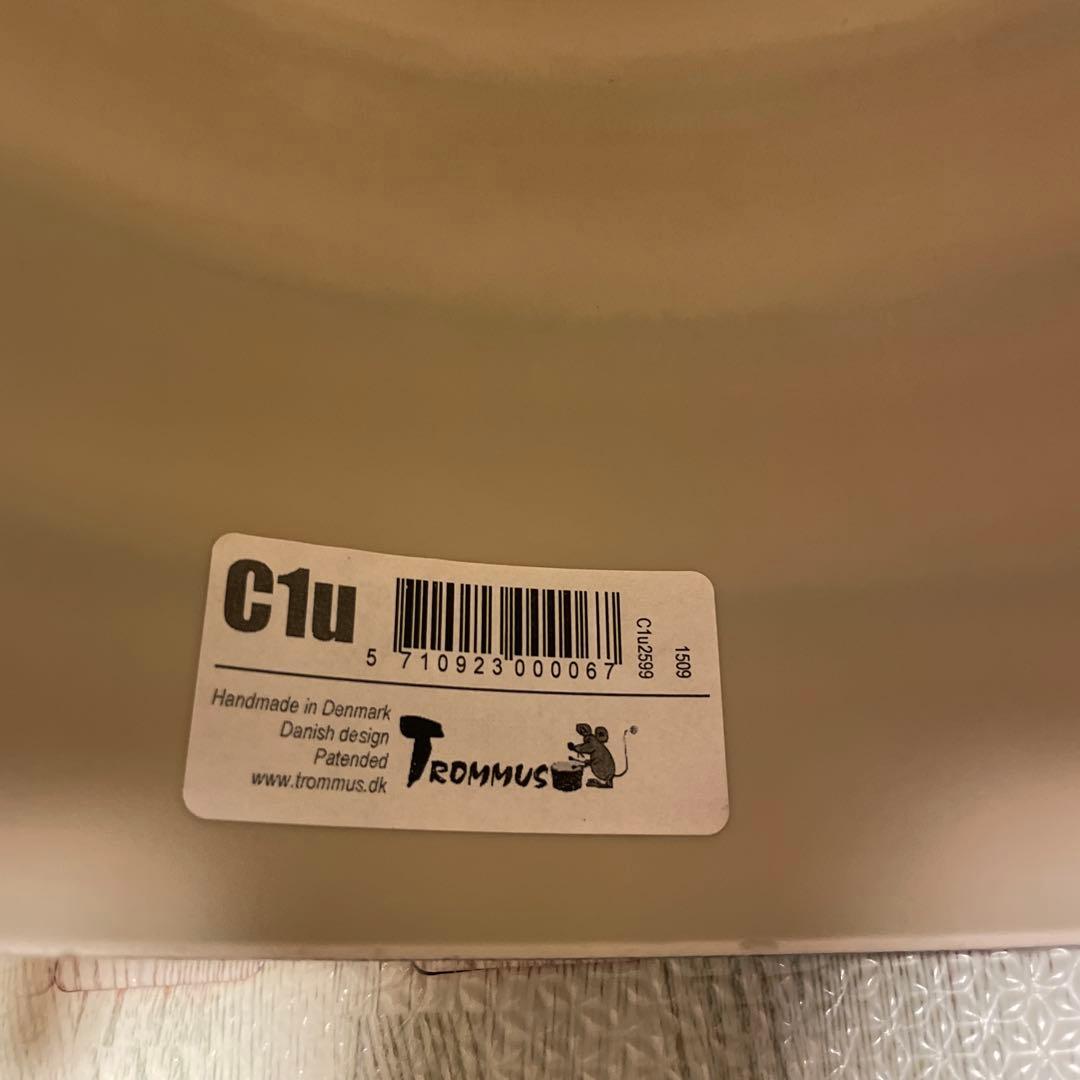 C1u
5 710923 000067
C1u2599
1509
Handmade in Denmark
Danish design
Patended
www.trommus.dk
TROMMUS